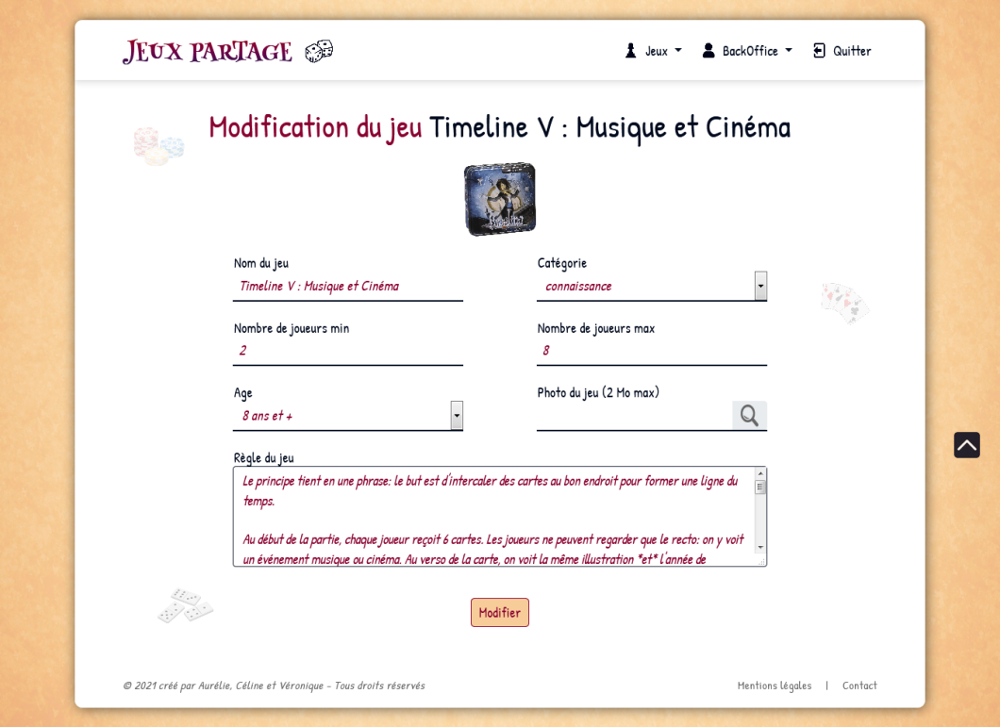 JEUX PARTAGE
Jeux
BackOffice
Quitter
Modification du jeu Timeline V : Musique et Cinéma
Timeline
Nom du jeu
Timeline V : Musique et Cinéma
Catégorie
connaissance
Nombre de joueurs min
2
Nombre de joueurs max
8
Age
8 ans et +
Photo du jeu (2 Mo max)
Règle du jeu
Le principe tient en une phrase: le but est d'intercaler des cartes au bon endroit pour former une ligne du
temps.
Au début de la partie, chaque joueur reçoit 6 cartes. Les joueurs ne peuvent regarder que le recto: on y voit
un événement musique ou cinéma. Au verso de la carte, on voit la même illustration *et* l'année de
Modifier
© 2021 créé par Aurélie, Céline et Véronique - Tous droits réservés
Mentions légales | Contact